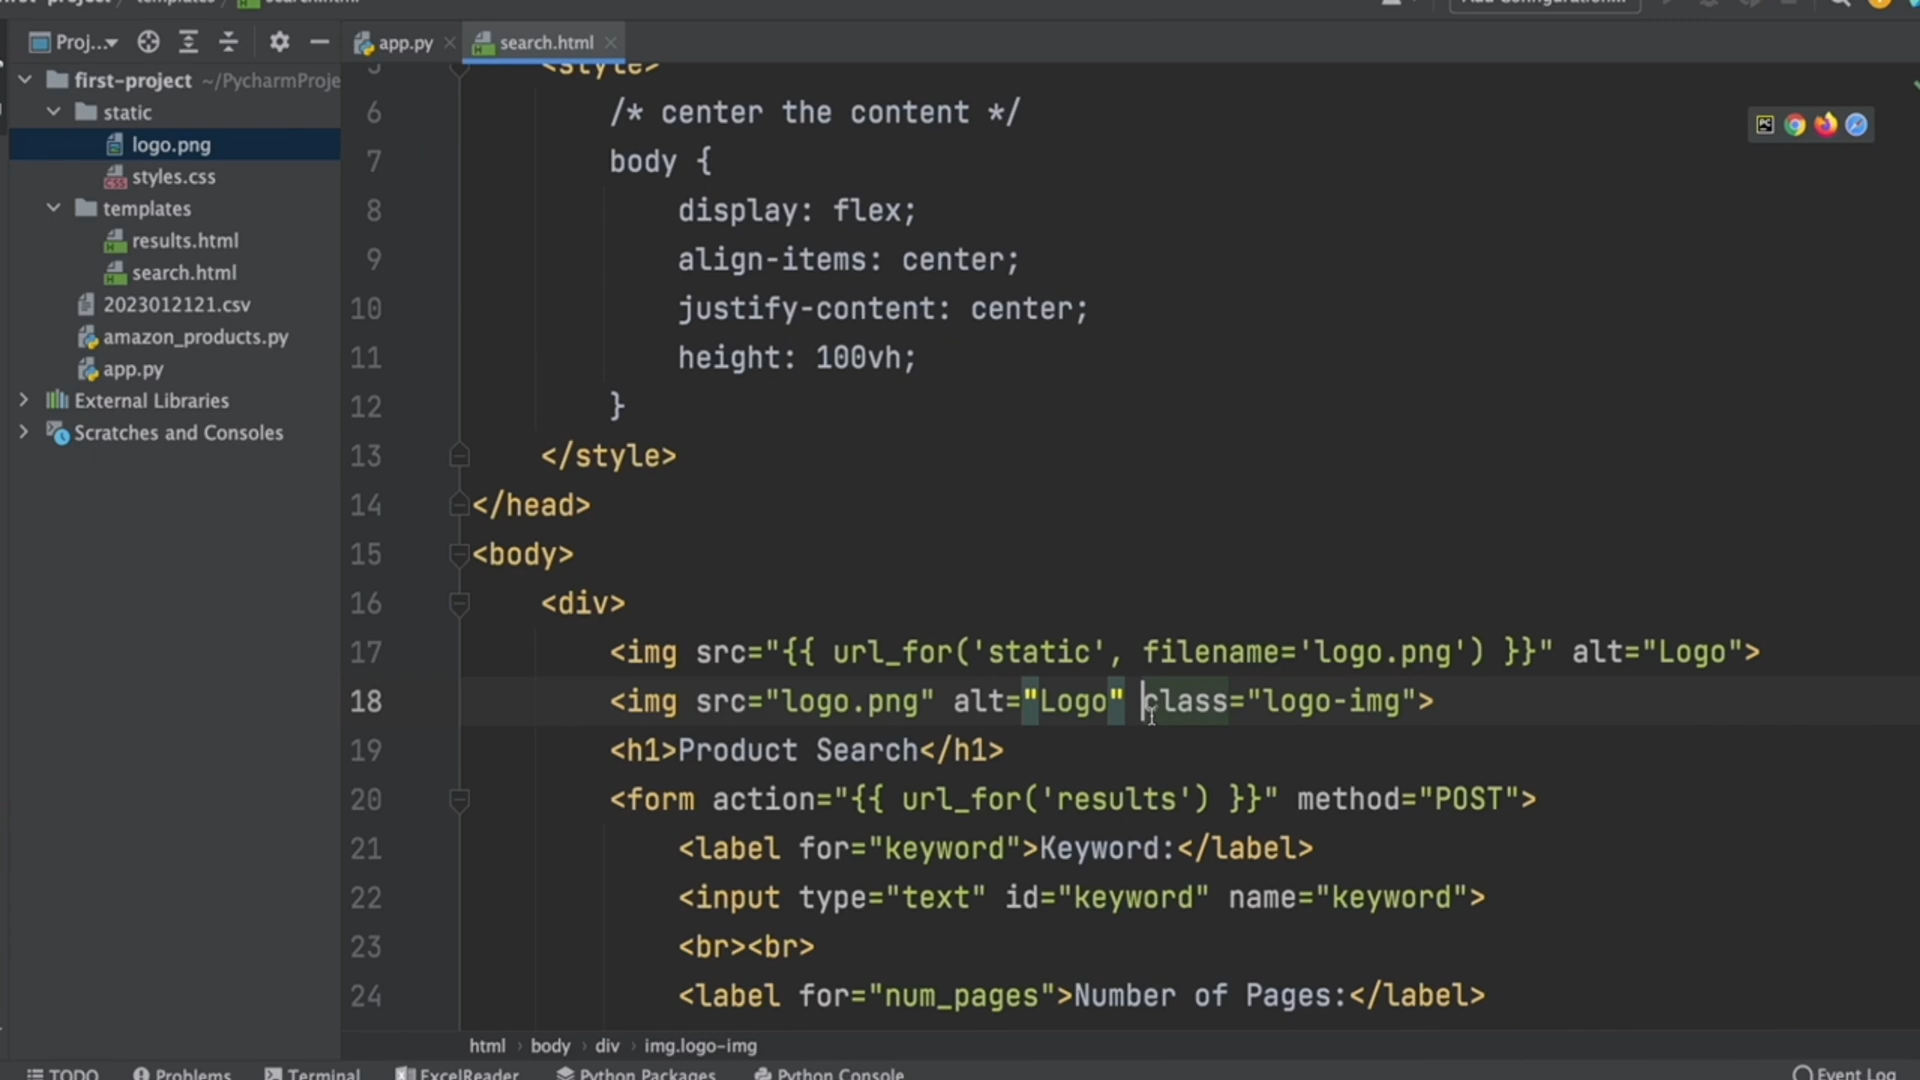 Proj...
app.py
search.html
first-project ~/PycharmProje
static
logo.png
styles.css
templates
results.html
search.html
2023012121.csv
amazon_products.py
app.py
External Libraries
Scratches and Consoles
<style>
6 /* center the content */
7 body {
8 display: flex;
9 align-items: center;
10 justify-content: center;
11 height: 100vh;
12 }
13 </style>
14 </head>
15 <body>
16 <div>
17 <img src="{{ url_for('static', filename='logo.png') }}" alt="Logo">
18 <img src="logo.png" alt="Logo" class="logo-img">
19 <h1>Product Search</h1>
20 <form action="{{ url_for('results') }}" method="POST">
21 <label for="keyword">Keyword:</label>
22 <input type="text" id="keyword" name="keyword">
23 <br><br>
24 <label for="num_pages">Number of Pages:</label>
html › body › div › img.logo-img
TODO Problems Terminal ExcelReader Python Packages Python Console Event Log